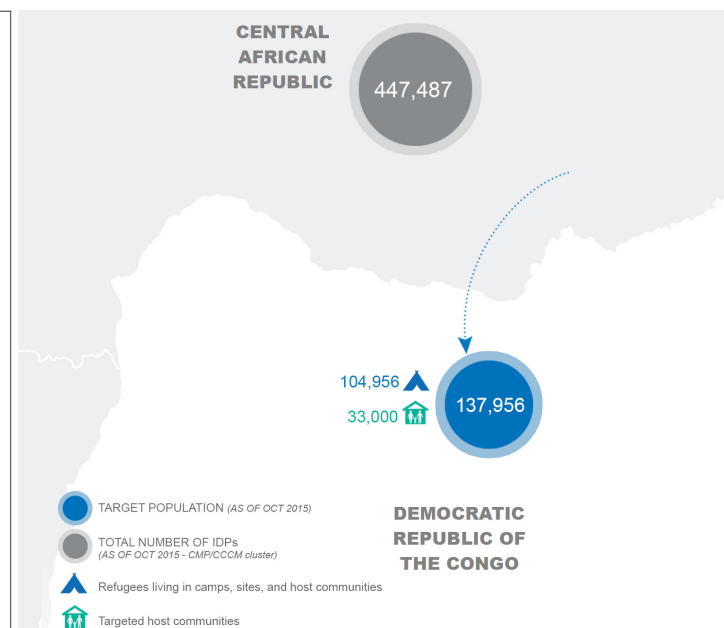 CENTRAL
AFRICAN
REPUBLIC
447,487
104,956
33,000
137,956
DEMOCRATIC
REPUBLIC OF
THE CONGO
TARGET POPULATION (AS OF OCT 2015)
TOTAL NUMBER OF IDPs
(AS OF OCT 2015 - CMP/CCCM cluster)
Refugees living in camps, sites, and host communities
Targeted host communities